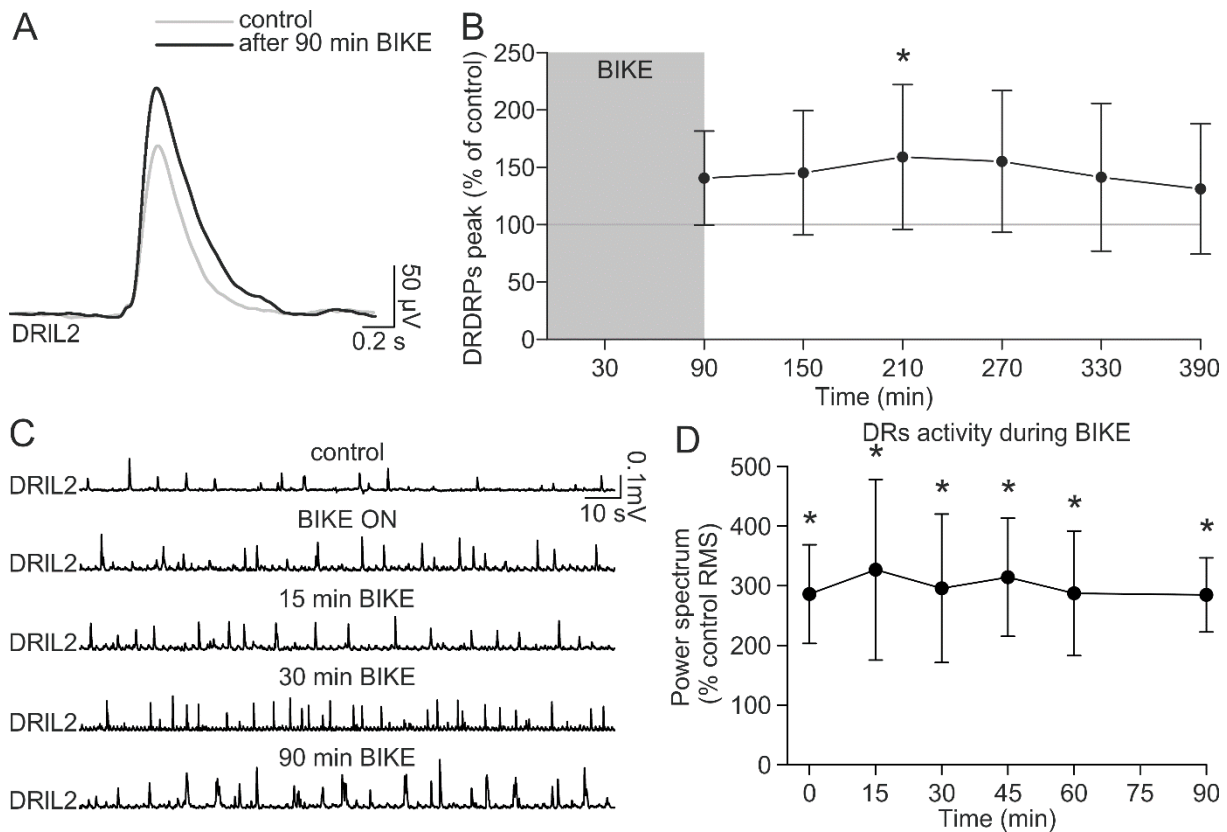 A
control
after 90 min BIKE
50 µV
0.2 s
DRIL2
B
DRDRPs peak (% of control)
250
200
150
100
50
0
BIKE
*
30
90
150
210
270
330
390
Time (min)
C
control
DRIL2
0.1mV
10 s
BIKE ON
DRIL2
15 min BIKE
DRIL2
30 min BIKE
DRIL2
90 min BIKE
DRIL2
D
DRs activity during BIKE
Power spectrum
(% control RMS)
500
400
300
200
100
0
*
*
*
*
*
*
0
15
30
45
60
75
90
Time (min)